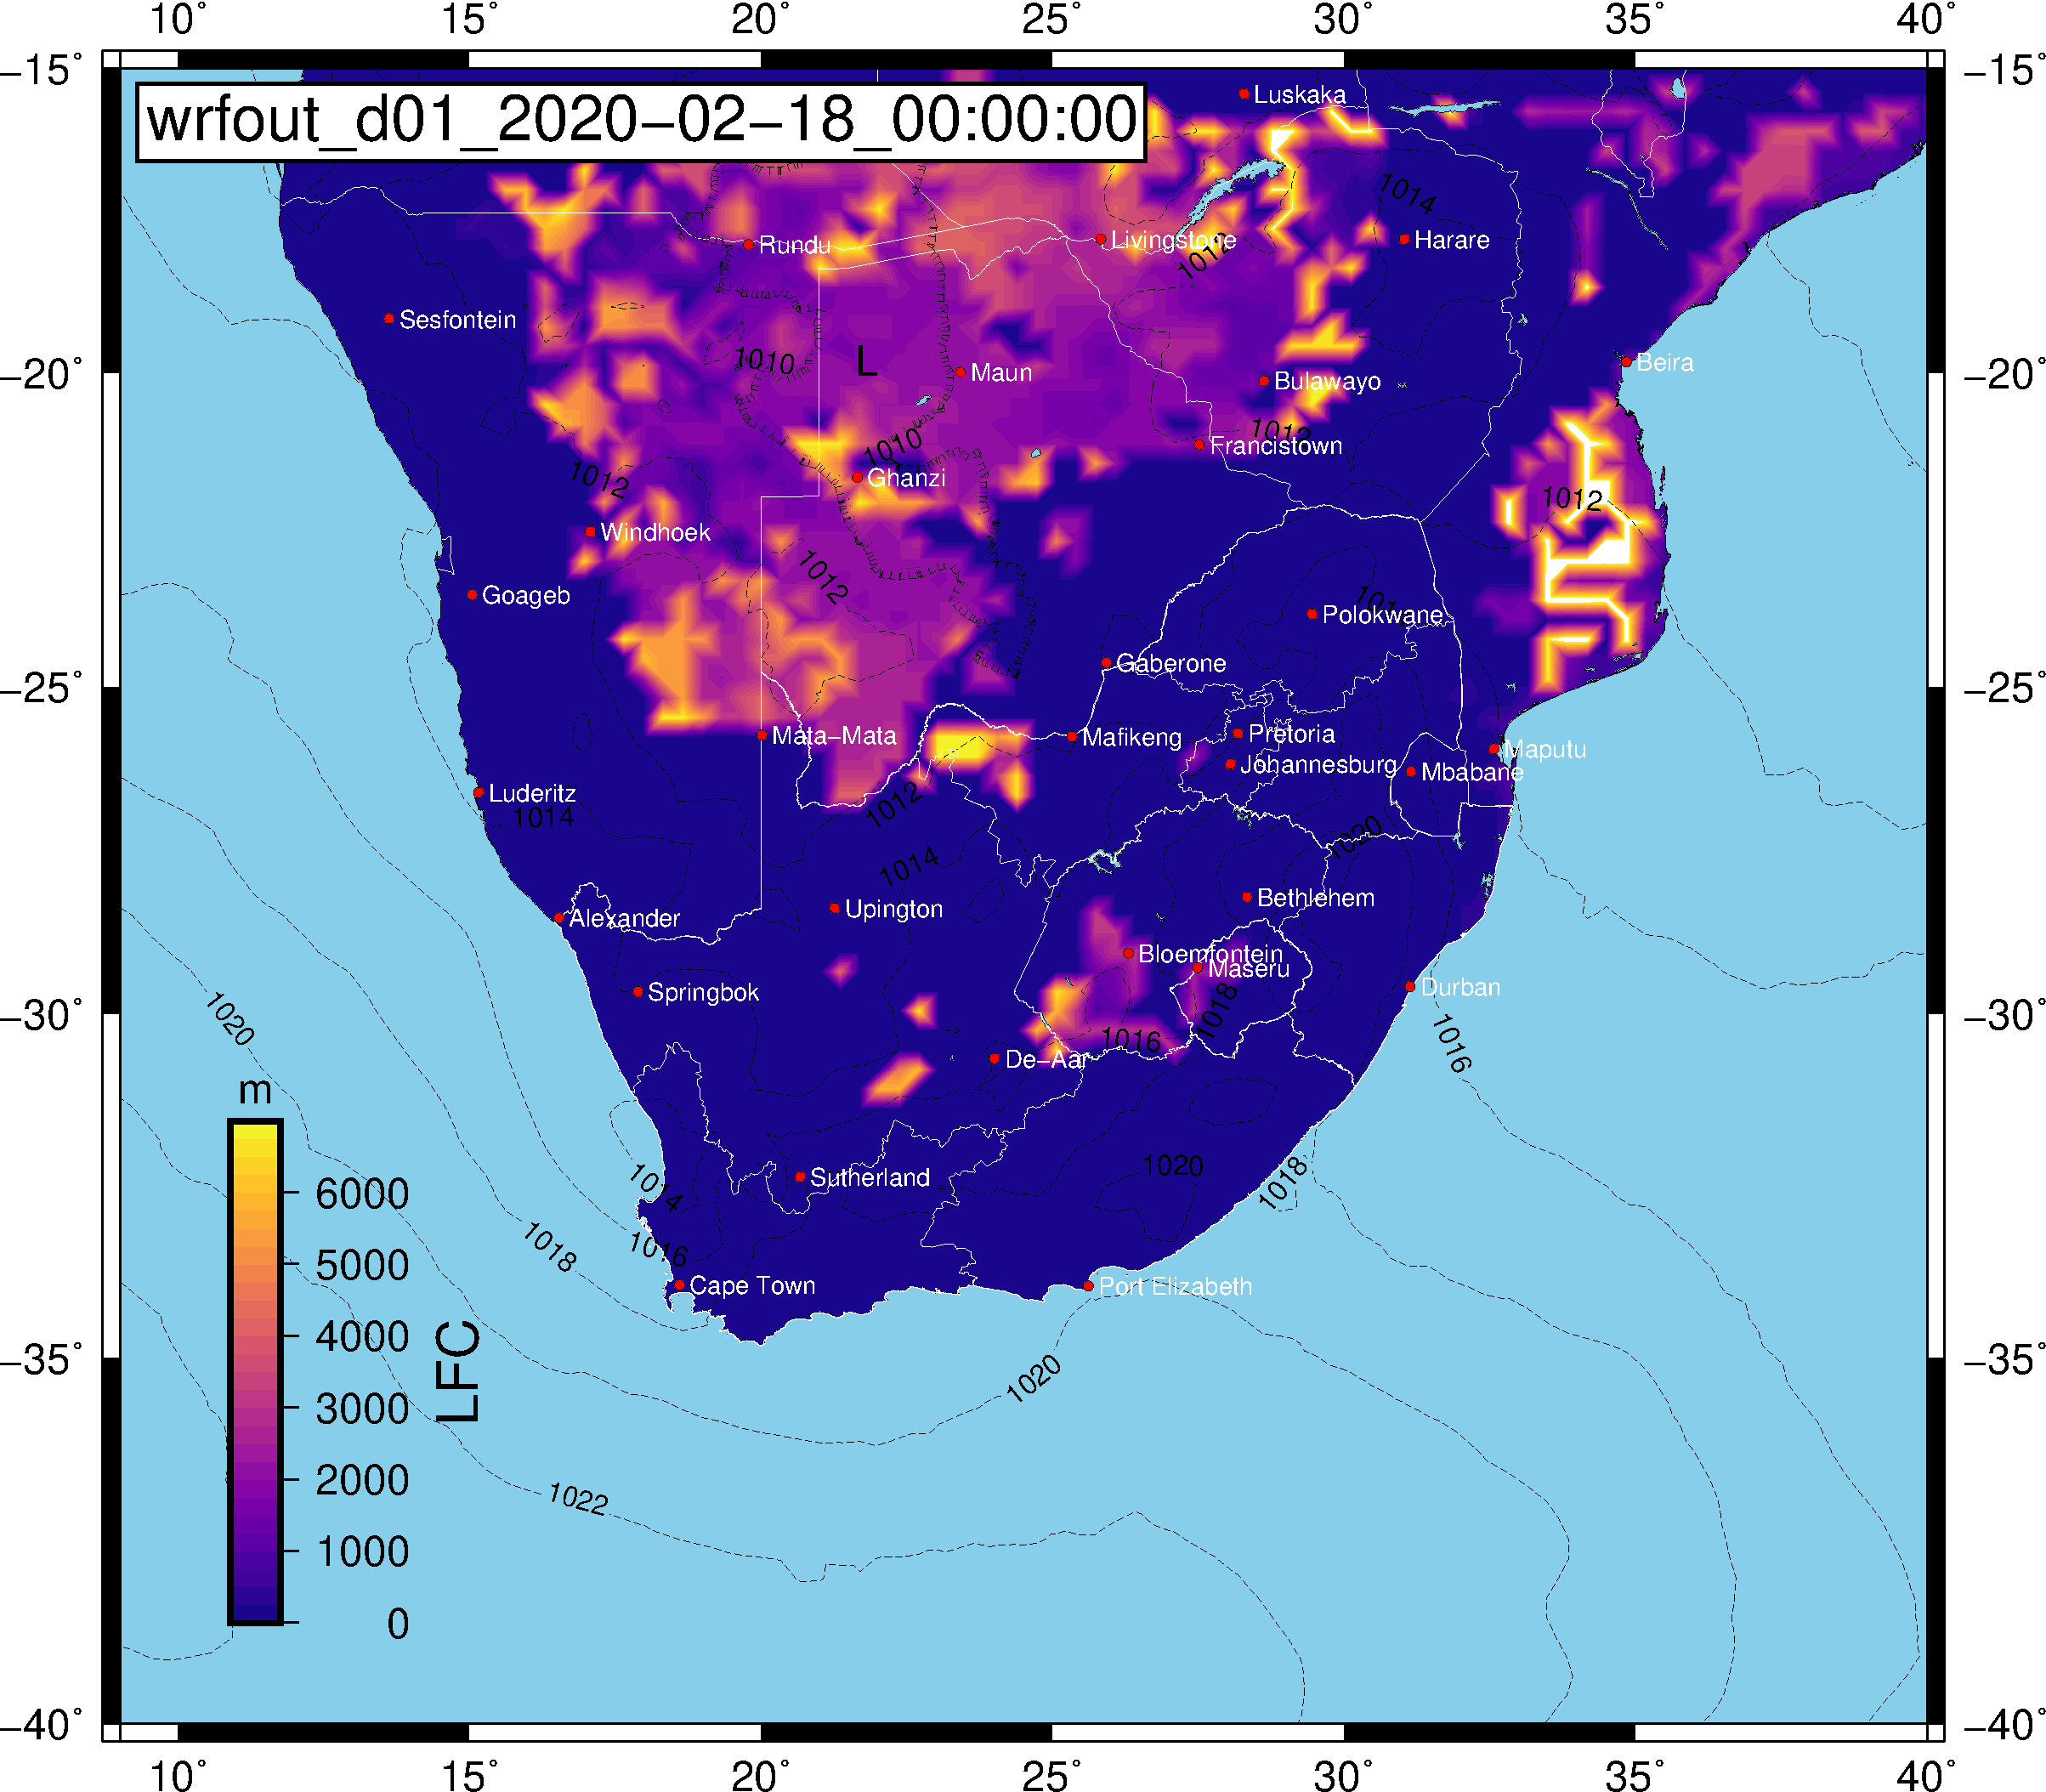 10° 15° 20° 25° 30° 35° 40°
−15° −15°
wrfout_d01_2020−02−18_00:00:00
Luskaka
1014
Rundu
Livingstone
Harare
1012
Sesfontein
1010
L
Maun
Beira
−20° −20°
Bulawayo
1010
1012
Francistown
1012
Ghanzi
1012
Windhoek
1012
Goageb
Polokwane
Gaberone
−25° −25°
Mata−Mata
Mafikeng
Pretoria
Maputu
Johannesburg
Mbabane
Luderitz
1014
1012
1020
1014
Bethlehem
Upington
Alexander
Bloemfontein
Maseru
Springbok
Durban
1020
1018
−30° −30°
1016
1016
De−Aar
m
1014
1020
1018
Sutherland
6000
1018
1016
5000
Cape Town
Port Elizabeth
4000
LFC
−35° −35°
1020
3000
2000
1022
1000
0
−40° −40°
10° 15° 20° 25° 30° 35° 40°